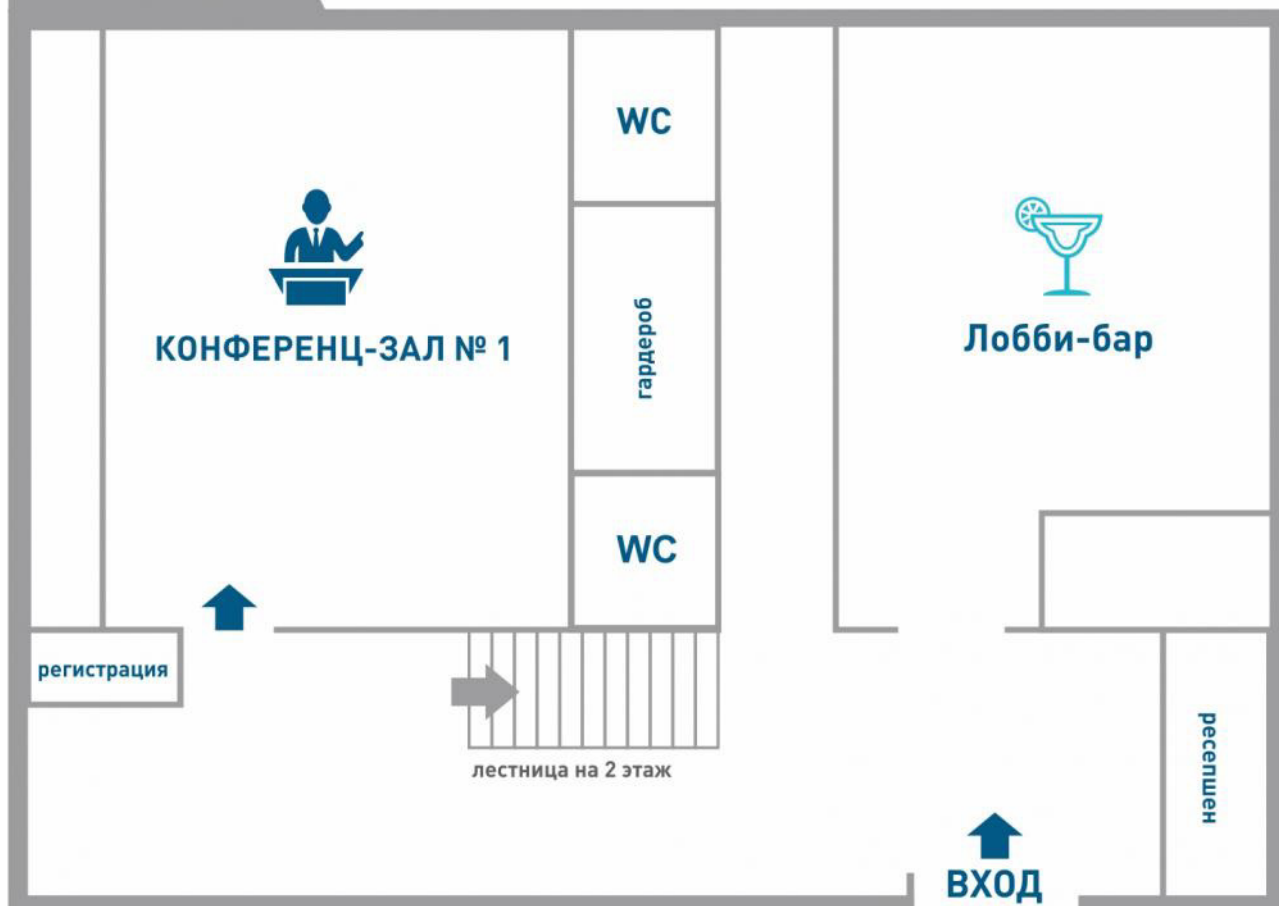 WC
КОНФЕРЕНЦ-ЗАЛ № 1
гардероб
Лобби-бар
WC
регистрация
лестница на 2 этаж
ресепшен
ВХОД